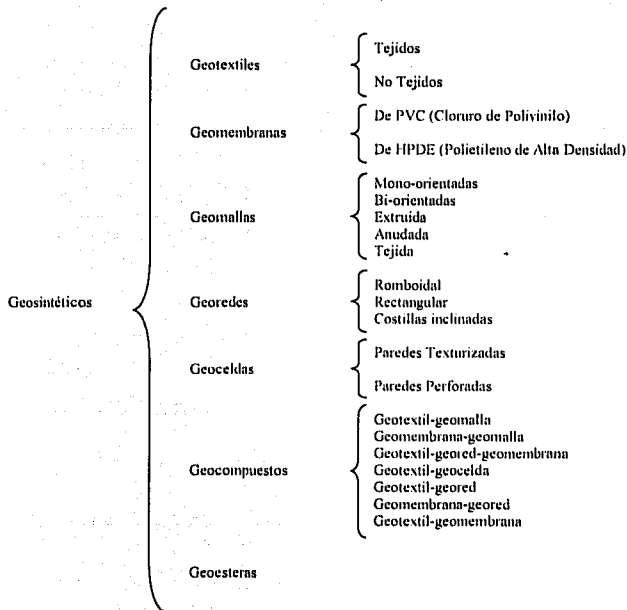 Geosintéticos
Geotextiles
Tejidos
No Tejidos
Geomembranas
De PVC (Cloruro de Polivinilo)
De HPDE (Polietileno de Alta Densidad)
Geomallas
Mono-orientadas
Bi-orientadas
Extruida
Anudada
Tejida
Georedes
Romboidal
Rectangular
Costillas inclinadas
Geoceldas
Paredes Texturizadas
Paredes Perforadas
Geocompuestos
Geotextil-geomalla
Geomembrana-geomalla
Geotextil-geored-geomembrana
Geotextil-geocelda
Geotextil-geored
Geomembrana-geored
Geotextil-geomembrana
Geoesteras